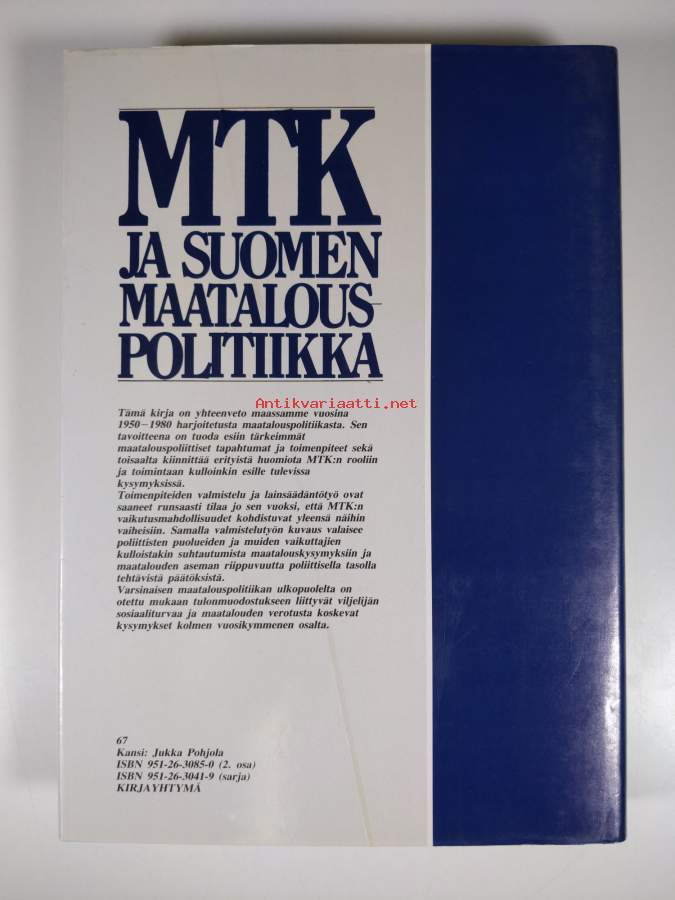 MTK
JA SUOMEN
MAATALOUS-
POLITIIKKA
Antikvariaatti.net
Tämä kirja on yhteenveto maassamme vuosina
1950–1980 harjoitetusta maatalouspolitiikasta. Sen
tavoitteena on tuoda esiin tärkeimmät
maatalouspoliittiset tapahtumat ja toimenpiteet sekä
toisaalta kiinnittää erityistä huomiota MTK:n rooliin
ja toimintaan kulloinkin esille tulevissa
kysymyksissä.
Toimenpiteiden valmistelu ja lainsäädäntötyö ovat
saaneet runsaasti tilaa jo sen vuoksi, että MTK:n
vaikutusmahdollisuudet kohdistuvat yleensä näihin
vaiheisiin. Samalla valmistelutyön kuvaus valaisee
poliittisten puolueiden ja muiden vaikuttajien
kulloistakin suhtautumista maatalouskysymyksiin ja
maatalouden aseman riippuvuutta poliittisella tasolla
tehtävistä päätöksistä.
Varsinaisen maatalouspolitiikan ulkopuolelta on
otettu mukaan tulonmuodostukseen liittyvät viljelijän
sosiaaliturvaa ja maatalouden verotusta koskevat
kysymykset kolmen vuosikymmenen osalta.
67
Kansi: Jukka Pohjola
ISBN 951-26-3085-0 (2. osa)
ISBN 951-26-3041-9 (sarja)
KIRJAYHTYMÄ